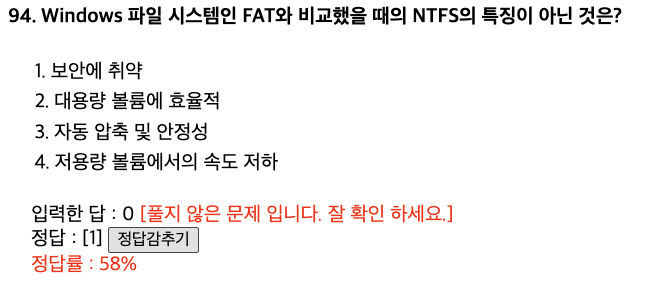 94. Windows 파일 시스템인 FAT와 비교했을 때의 NTFS의 특징이 아닌 것은?
1. 보안에 취약
2. 대용량 볼륨에 효율적
3. 자동 압축 및 안정성
4. 저용량 볼륨에서의 속도 저하
입력한 답 : 0 [풀지 않은 문제 입니다. 잘 확인 하세요.]
정답 : [1] 정답감추기
정답률 : 58%